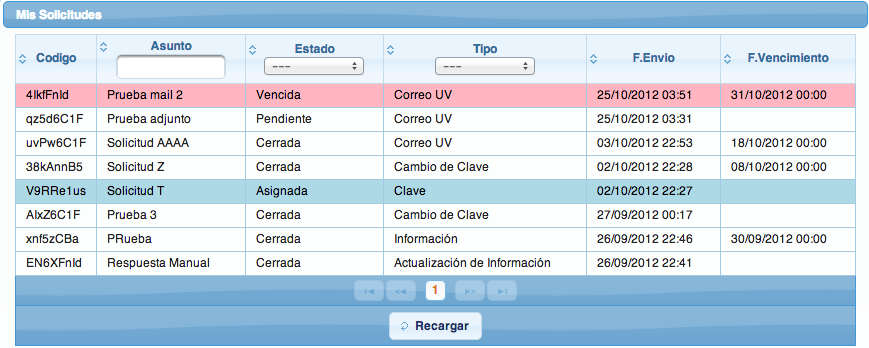 Mis Solicitudes
Codigo Asunto Estado Tipo F.Envio F.Vencimiento
--- ---
4lkfFnld Prueba mail 2 Vencida Correo UV 25/10/2012 03:51 31/10/2012 00:00
qz5d6C1F Prueba adjunto Pendiente Correo UV 25/10/2012 03:31
uvPw6C1F Solicitud AAAA Cerrada Correo UV 03/10/2012 22:53 18/10/2012 00:00
38kAnnB5 Solicitud Z Cerrada Cambio de Clave 02/10/2012 22:28 08/10/2012 00:00
V9RRe1us Solicitud T Asignada Clave 02/10/2012 22:27
AlxZ6C1F Prueba 3 Cerrada Cambio de Clave 27/09/2012 00:17
xnf5zCBa PRueba Cerrada Información 26/09/2012 22:46 30/09/2012 00:00
EN6XFnld Respuesta Manual Cerrada Actualización de Información 26/09/2012 22:41
1
Recargar